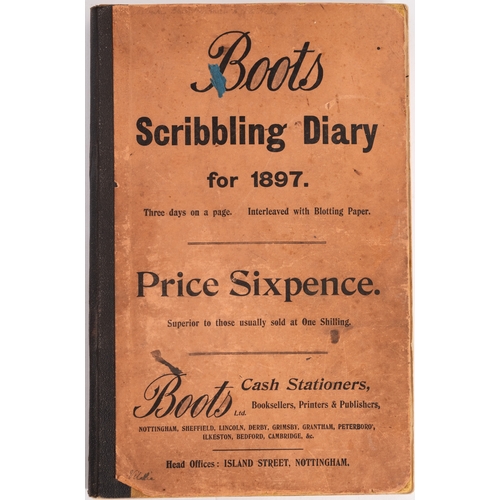 Boots
Scribbling Diary
for 1897.
Three days on a page. Interleaved with Blotting Paper.
Price Sixpence.
Superior to those usually sold at One Shilling.
Boots Ltd. Cash Stationers,
Booksellers, Printers & Publishers,
NOTTINGHAM, SHEFFIELD, LINCOLN, DERBY, GRIMSBY, GRANTHAM, PETERBORO',
ILKESTON, BEDFORD, CAMBRIDGE, &c.
Head Offices: ISLAND STREET, NOTTINGHAM.